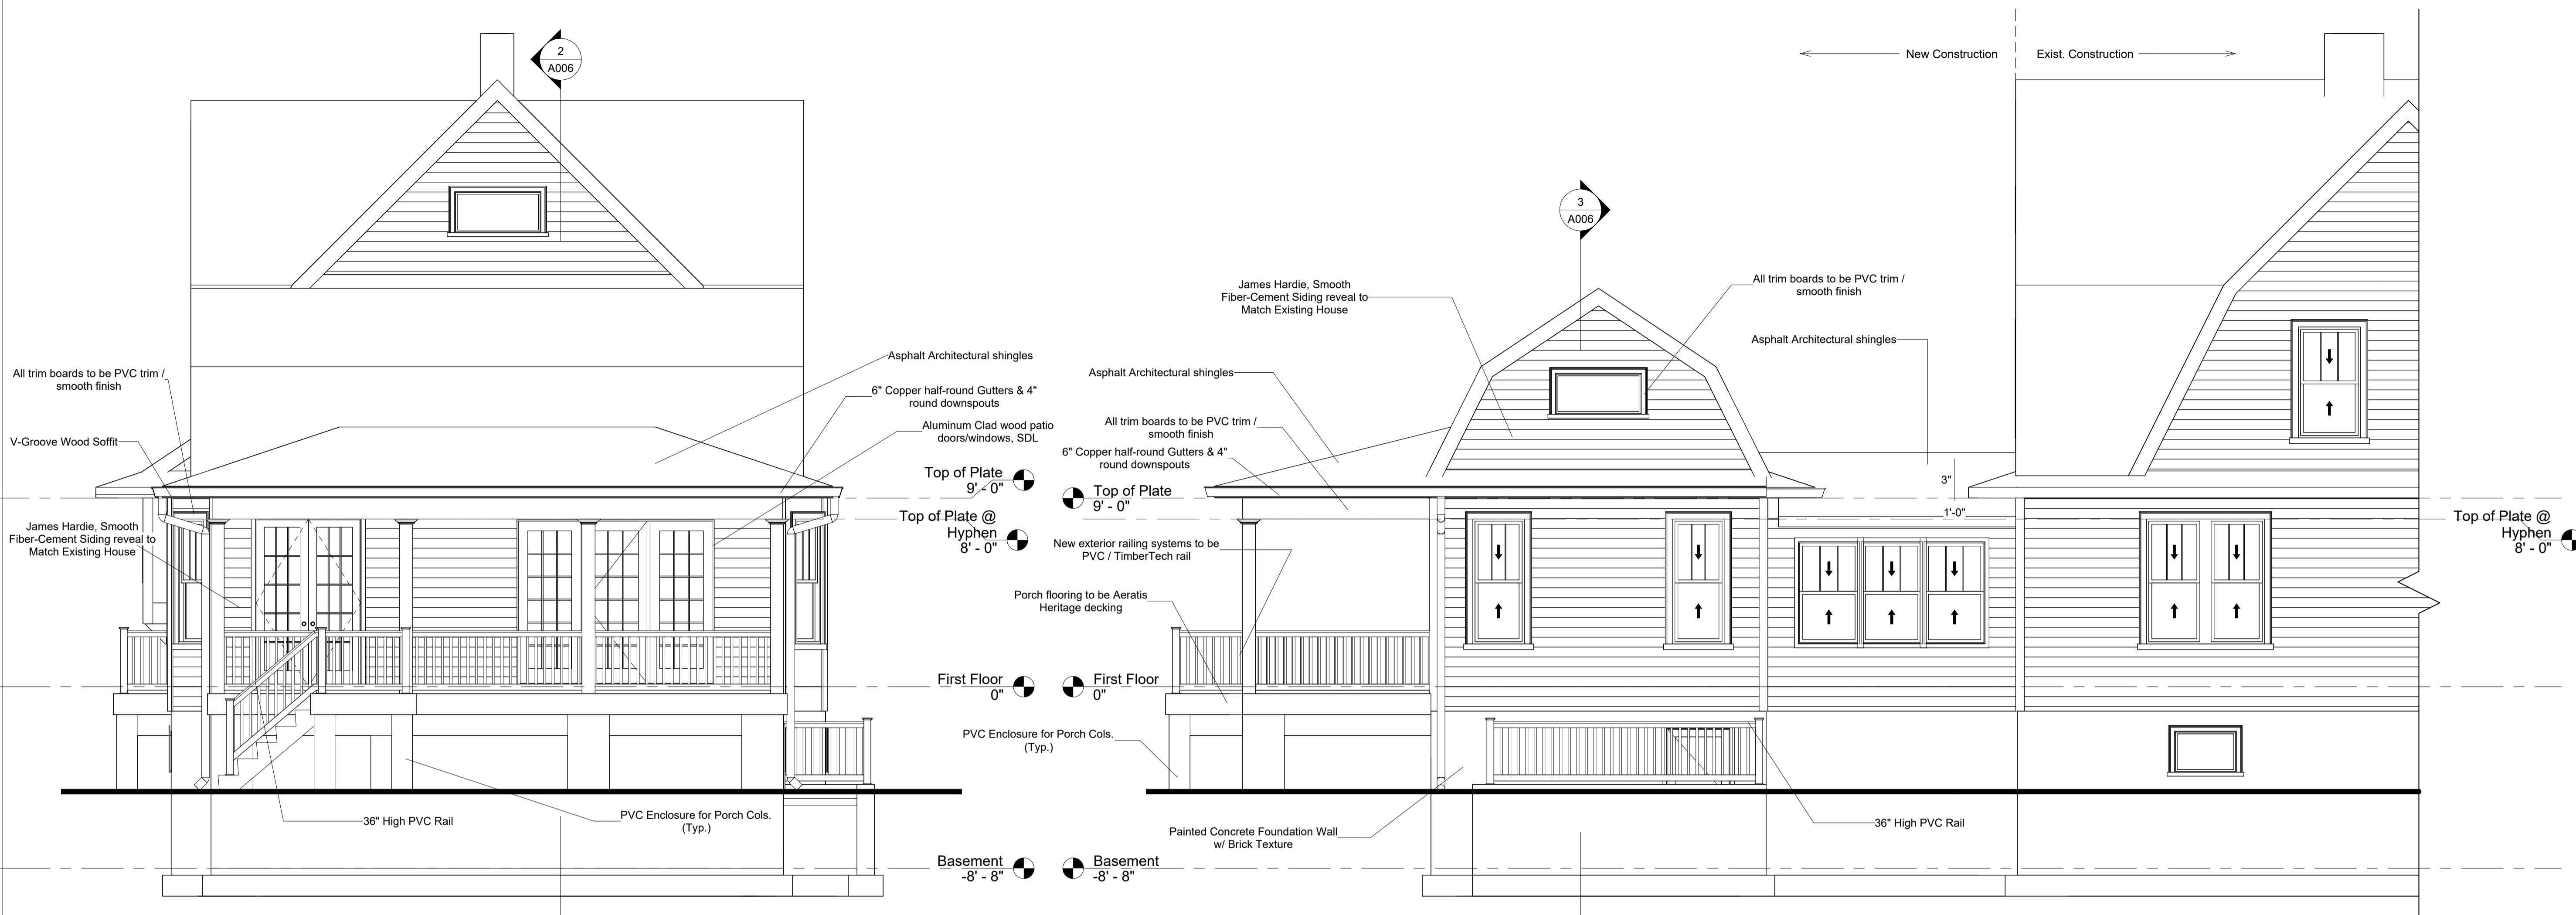 2
A006
All trim boards to be PVC trim /
smooth finish
V-Groove Wood Soffit
James Hardie, Smooth
Fiber-Cement Siding reveal to
Match Existing House
Asphalt Architectural shingles
6" Copper half-round Gutters & 4"
round downspouts
Aluminum Clad wood patio
doors/windows, SDL
Top of Plate
9' - 0"
Top of Plate @
Hyphen
8' - 0"
First Floor
0"
36" High PVC Rail
PVC Enclosure for Porch Cols.
(Typ.)
Basement
-8' - 8"
New Construction
Exist. Construction
3
A006
James Hardie, Smooth
Fiber-Cement Siding reveal to
Match Existing House
All trim boards to be PVC trim /
smooth finish
Asphalt Architectural shingles
Asphalt Architectural shingles
All trim boards to be PVC trim /
smooth finish
6" Copper half-round Gutters & 4"
round downspouts
Top of Plate
9' - 0"
3"
1'-0"
Top of Plate @
Hyphen
8' - 0"
New exterior railing systems to be
PVC / TimberTech rail
Porch flooring to be Aeratis
Heritage decking
First Floor
0"
PVC Enclosure for Porch Cols.
(Typ.)
Painted Concrete Foundation Wall
w/ Brick Texture
36" High PVC Rail
Basement
-8' - 8"